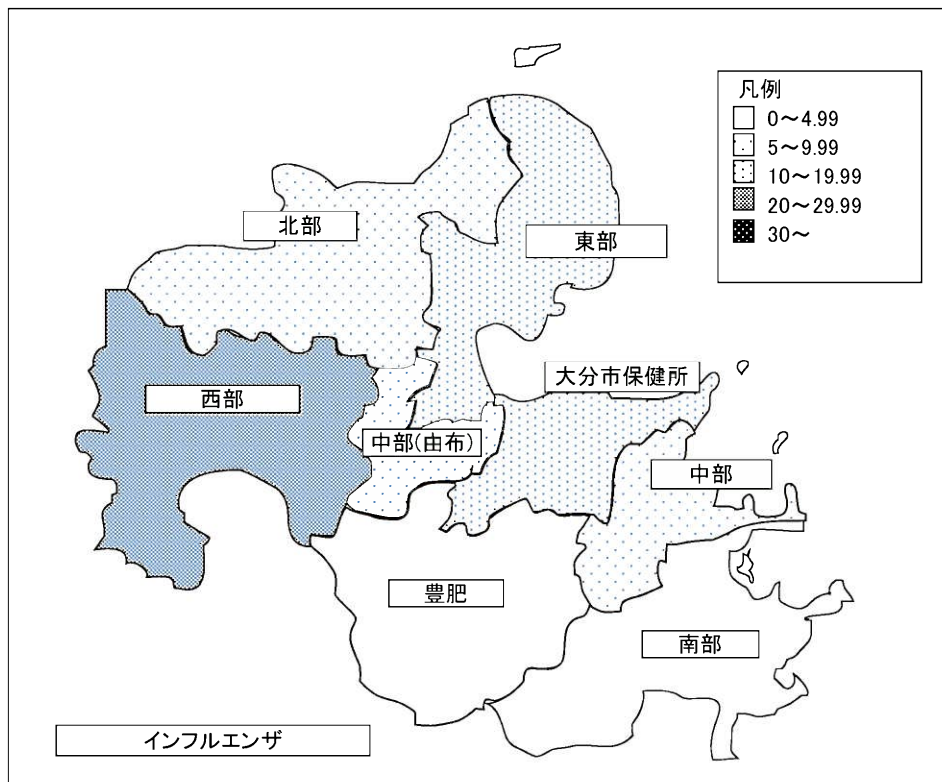 凡例
0～4.99
5～9.99
10～19.99
20～29.99
30～
北部
東部
大分市保健所
西部
中部(由布)
中部
豊肥
南部
インフルエンザ